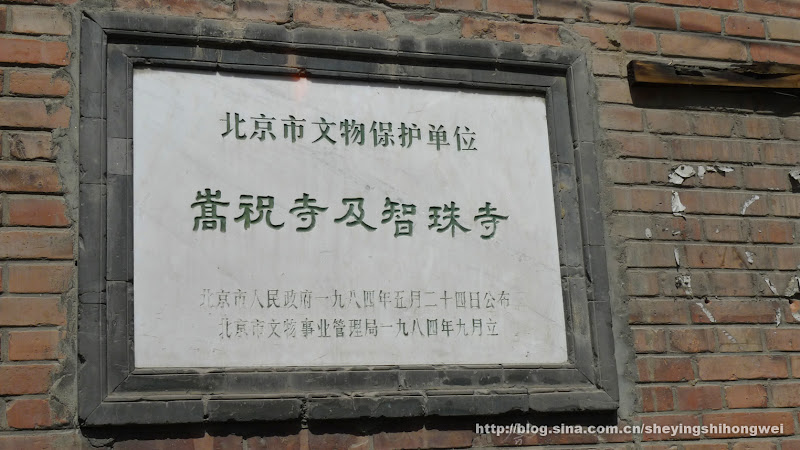 北京市文物保护单位
嵩祝寺及智珠寺
北京市人民政府一九八四年五月二十四日公布
北京市文物事业管理局一九八四年九月立
http://blog.sina.com.cn/sheyingshihongwei